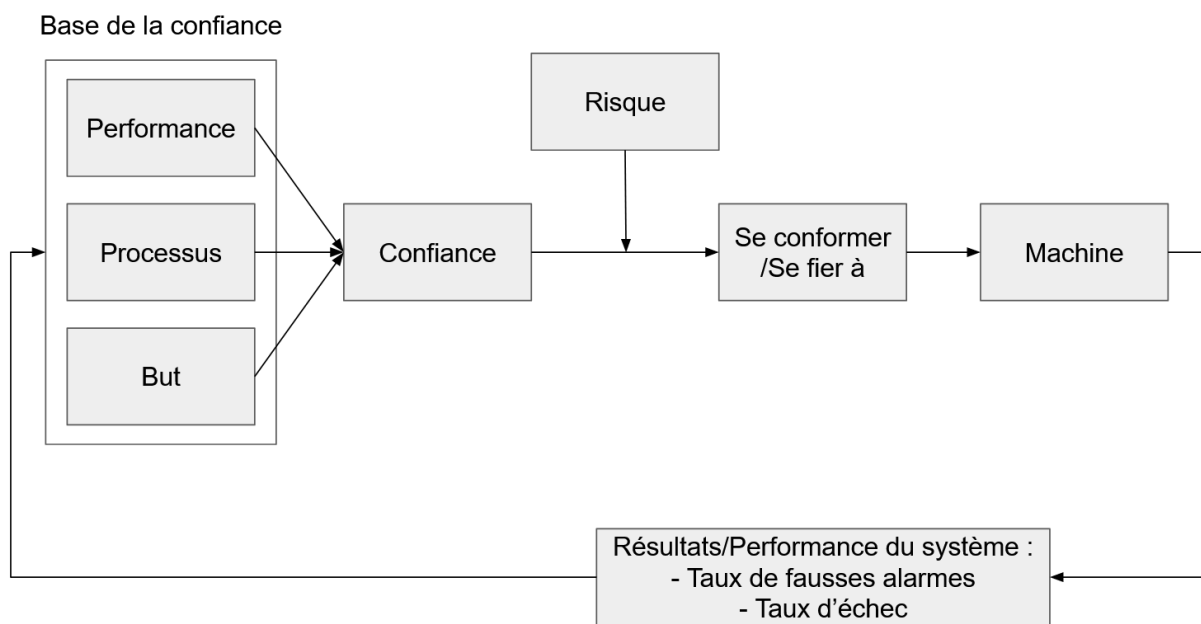 Base de la confiance
Performance
Risque
Processus
Confiance
Se conformer
/Se fier à
Machine
But
Résultats/Performance du système :
- Taux de fausses alarmes
- Taux d’échec